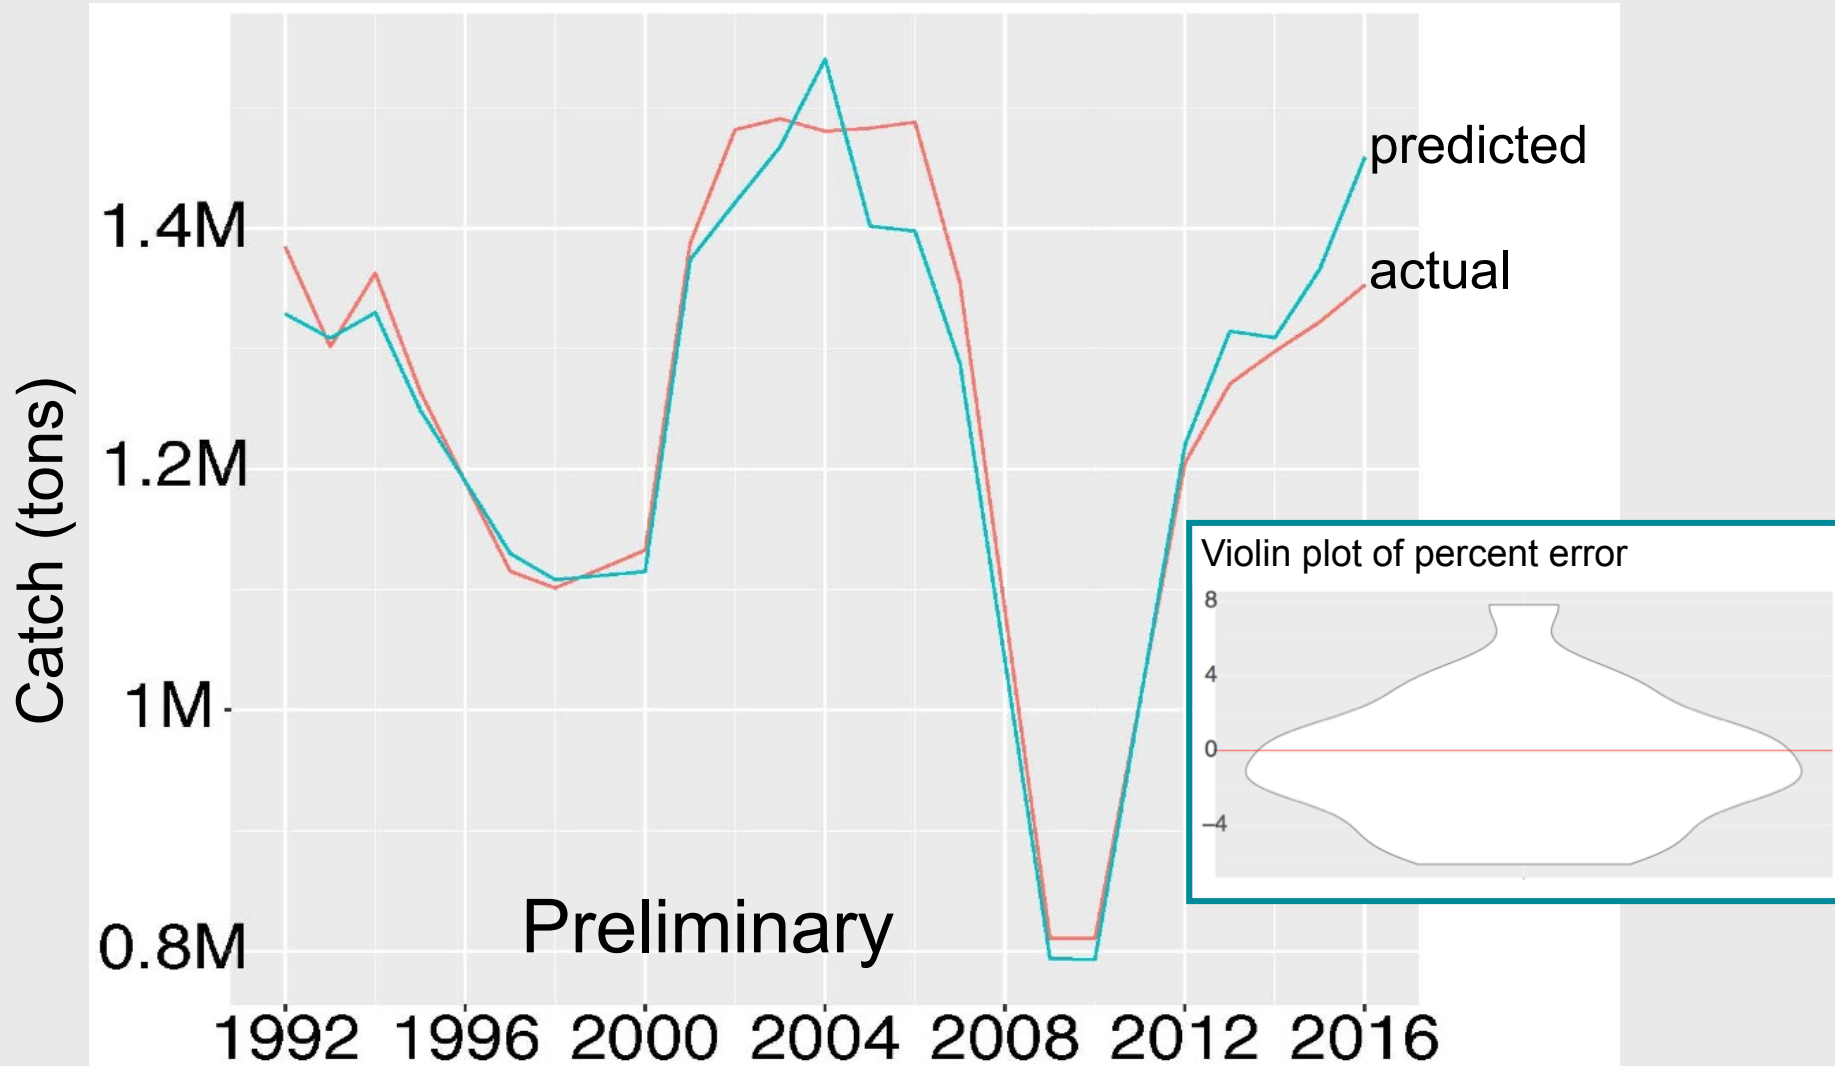 predicted
1.4M
actual
Catch (tons)
1.2M
1M
0.8M
Preliminary
1992 1996 2000 2004 2008 2012 2016
Violin plot of percent error
8
4
0
−4